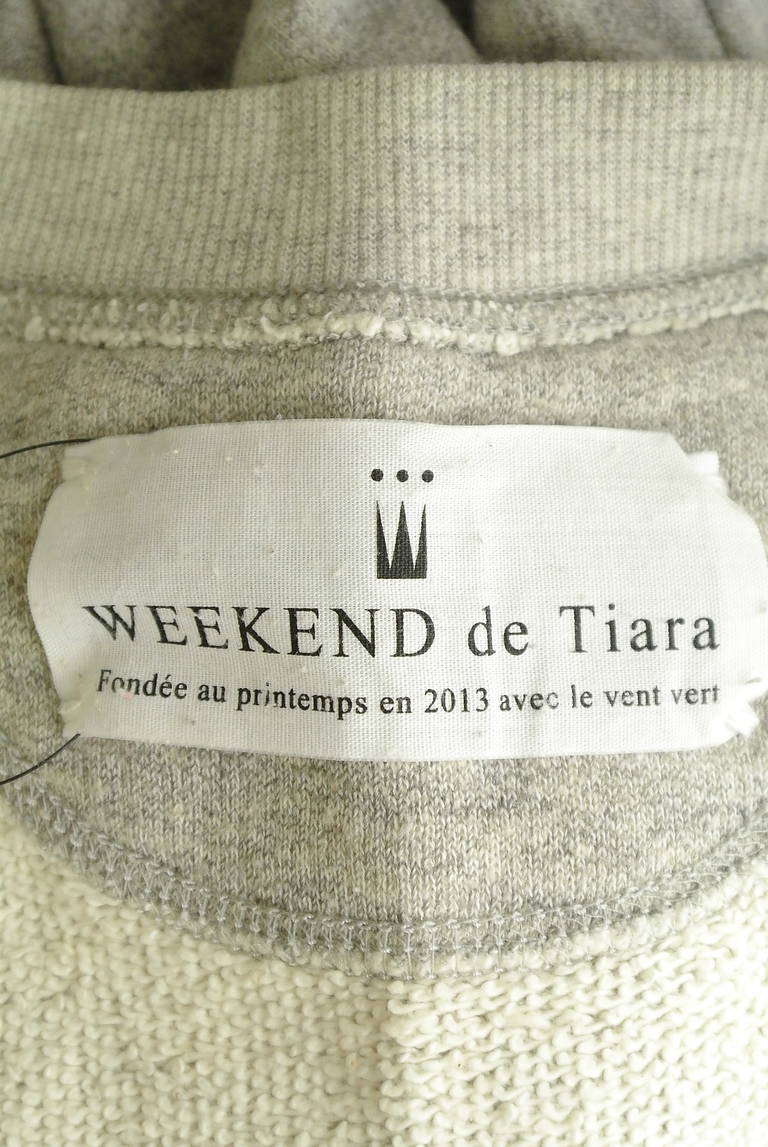 WEEKEND de Tiara
Fondée au printemps en 2013 avec le vent vert